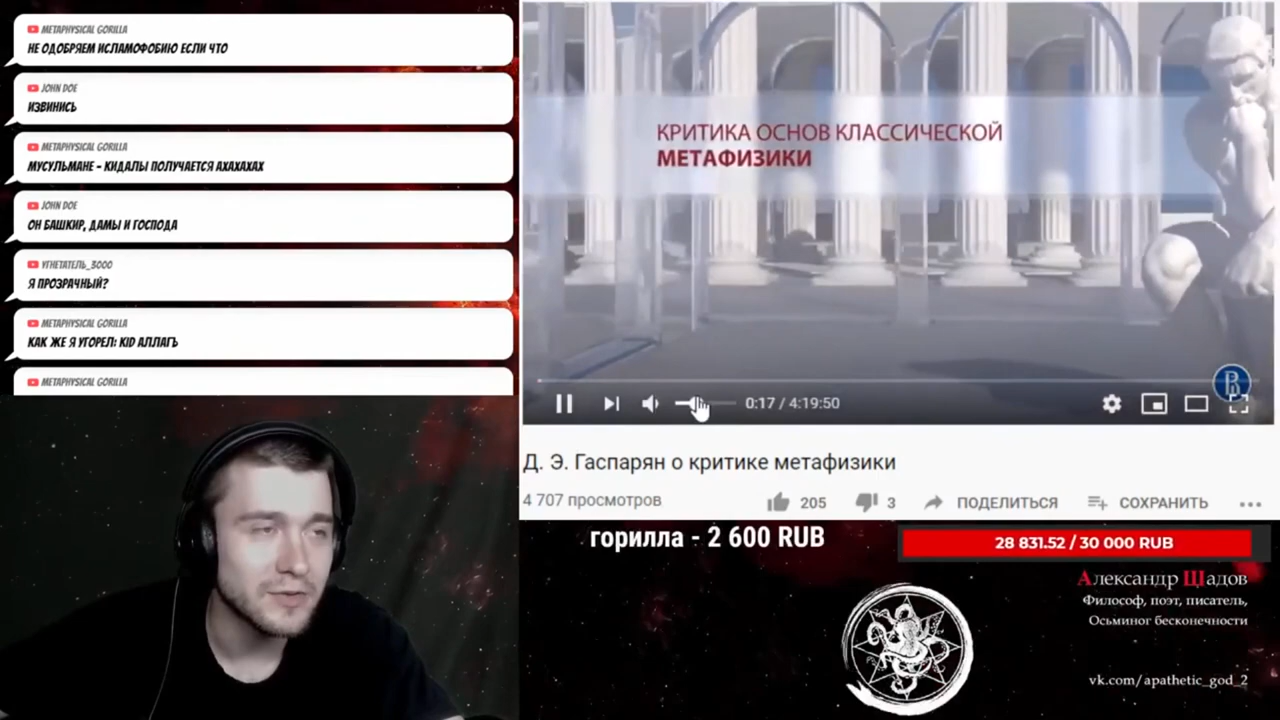 METAPHYSICAL GORILLA
НЕ ОДОБРЯЕМ ИСЛАМОФОБИЮ ЕСЛИ ЧТО
JOHN DOE
ИЗВИНИСЬ
METAPHYSICAL GORILLA
МУСУЛЬМАНЕ - КИДАЛЫ ПОЛУЧАЕТСЯ АХАХАХАХ
JOHN DOE
ОН БАШКИР, ДАМЫ И ГОСПОДА
УГНЕТАТЕЛЬ_3000
Я ПРОЗРАЧНЫЙ?
METAPHYSICAL GORILLA
КАК ЖЕ Я УГОРЕЛ: KID АЛЛАГЪ
METAPHYSICAL GORILLA
КРИТИКА ОСНОВ КЛАССИЧЕСКОЙ
МЕТАФИЗИКИ
0:17 / 4:19:50
Д. Э. Гаспарян о критике метафизики
4 707 просмотров
205
3
ПОДЕЛИТЬСЯ
СОХРАНИТЬ
горилла - 2 600 RUB
28 831.52 / 30 000 RUB
Александр Шадов
Философ, поэт, писатель,
Осьминог бесконечности
vk.com/apathetic_god_2